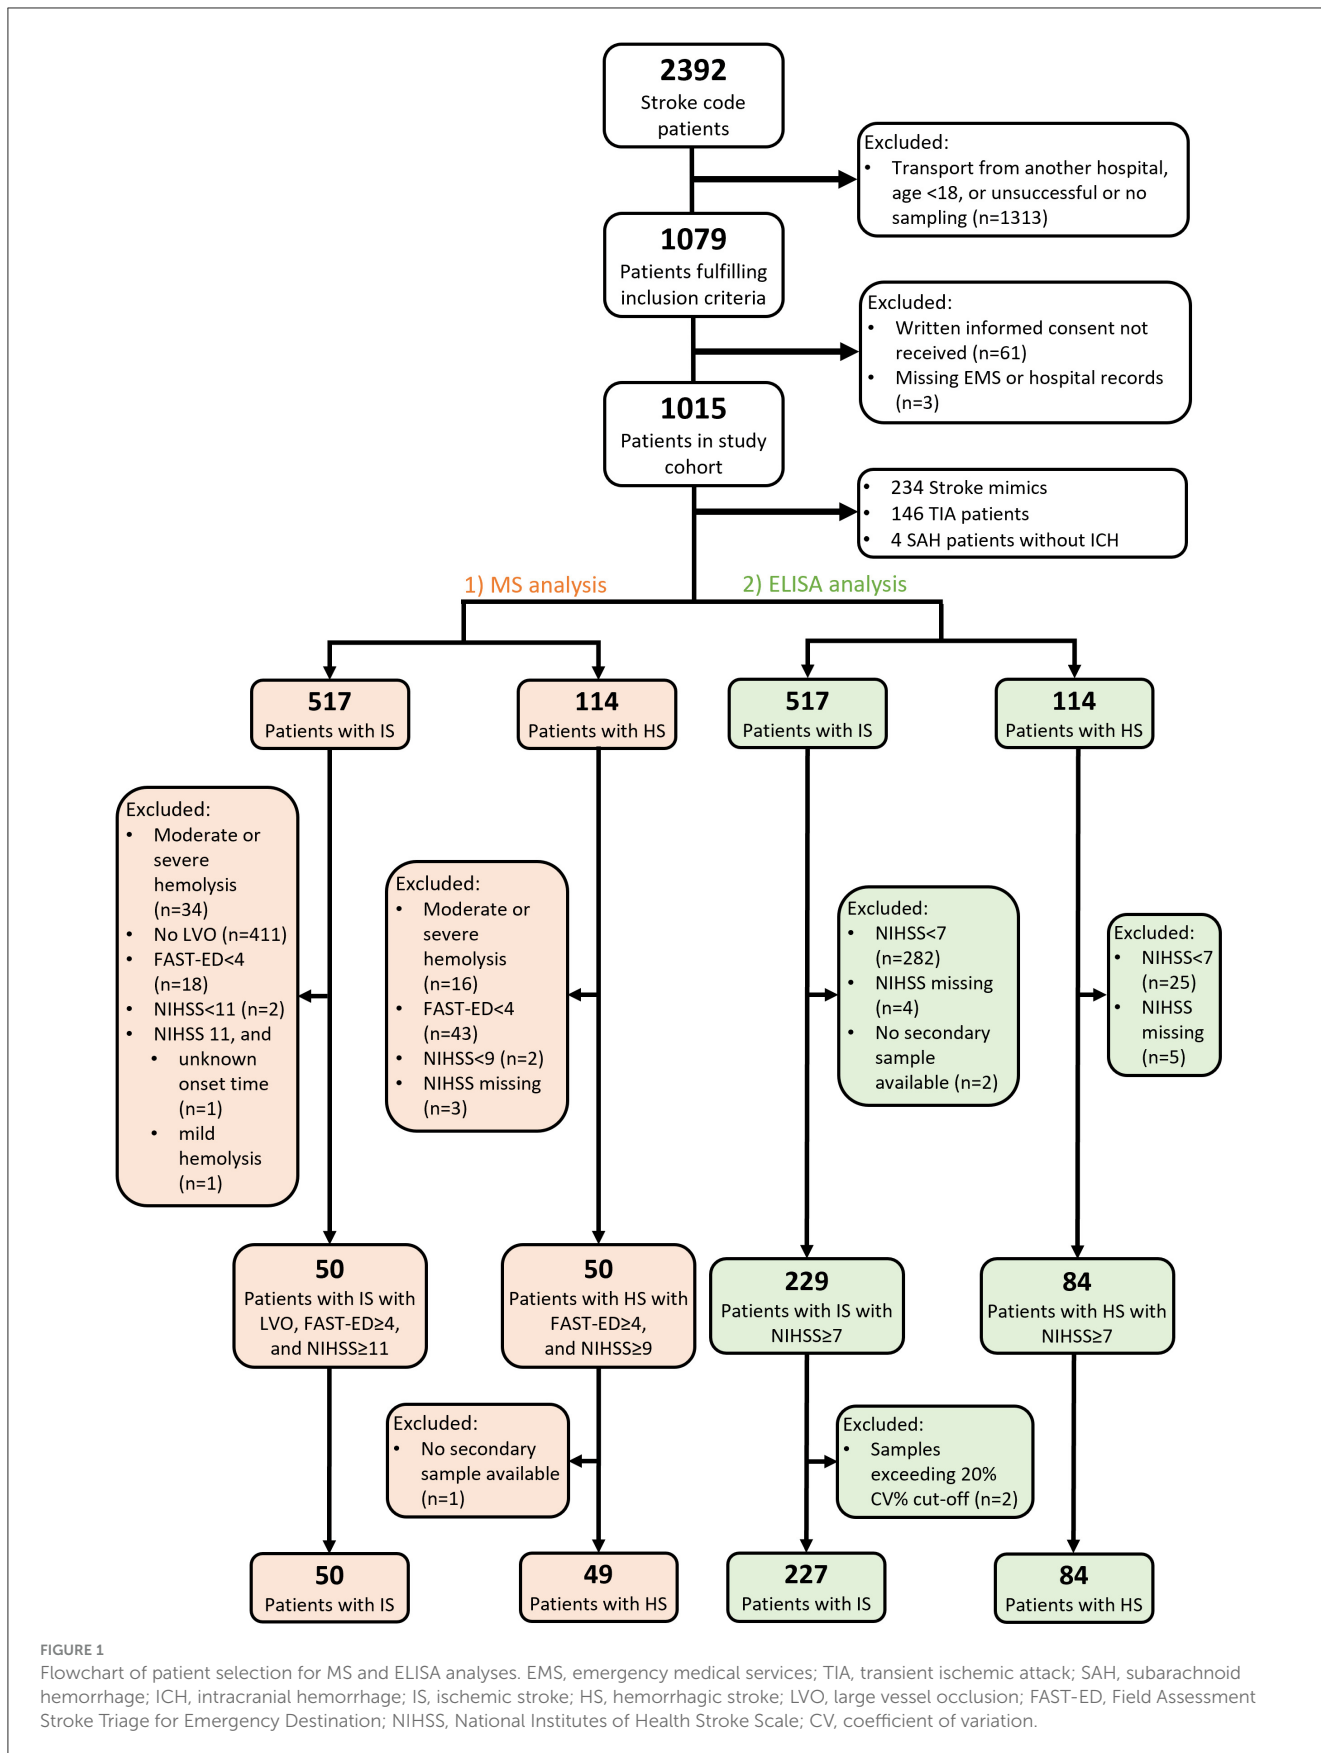 2392
Stroke code
patients
Excluded:
• Transport from another hospital,
age <18, or unsuccessful or no
sampling (n=1313)
1079
Patients fulfilling
inclusion criteria
Excluded:
• Written informed consent not
received (n=61)
• Missing EMS or hospital records
(n=3)
1015
Patients in study
cohort
• 234 Stroke mimics
• 146 TIA patients
• 4 SAH patients without ICH
1) MS analysis
2) ELISA analysis
517
Patients with IS
114
Patients with HS
517
Patients with IS
114
Patients with HS
Excluded:
• Moderate or
severe
hemolysis
(n=34)
• No LVO (n=411)
• FAST-ED<4
(n=18)
• NIHSS<11 (n=2)
• NIHSS 11, and
• unknown
onset time
(n=1)
• mild
hemolysis
(n=1)
Excluded:
• Moderate or
severe
hemolysis
(n=16)
• FAST-ED<4
(n=43)
• NIHSS<9 (n=2)
• NIHSS missing
(n=3)
Excluded:
• NIHSS<7
(n=282)
• NIHSS missing
(n=4)
• No secondary
sample
available (n=2)
Excluded:
• NIHSS<7
(n=25)
• NIHSS
missing
(n=5)
50
Patients with IS with
LVO, FAST-ED≥4,
and NIHSS≥11
50
Patients with HS with
FAST-ED≥4,
and NIHSS≥9
229
Patients with IS with
NIHSS≥7
84
Patients with HS with
NIHSS≥7
Excluded:
• No secondary
sample available
(n=1)
Excluded:
• Samples
exceeding 20%
CV% cut-off (n=2)
50
Patients with IS
49
Patients with HS
227
Patients with IS
84
Patients with HS
FIGURE 1
Flowchart of patient selection for MS and ELISA analyses. EMS, emergency medical services; TIA, transient ischemic attack; SAH, subarachnoid
hemorrhage; ICH, intracranial hemorrhage; IS, ischemic stroke; HS, hemorrhagic stroke; LVO, large vessel occlusion; FAST-ED, Field Assessment
Stroke Triage for Emergency Destination; NIHSS, National Institutes of Health Stroke Scale; CV, coefficient of variation.